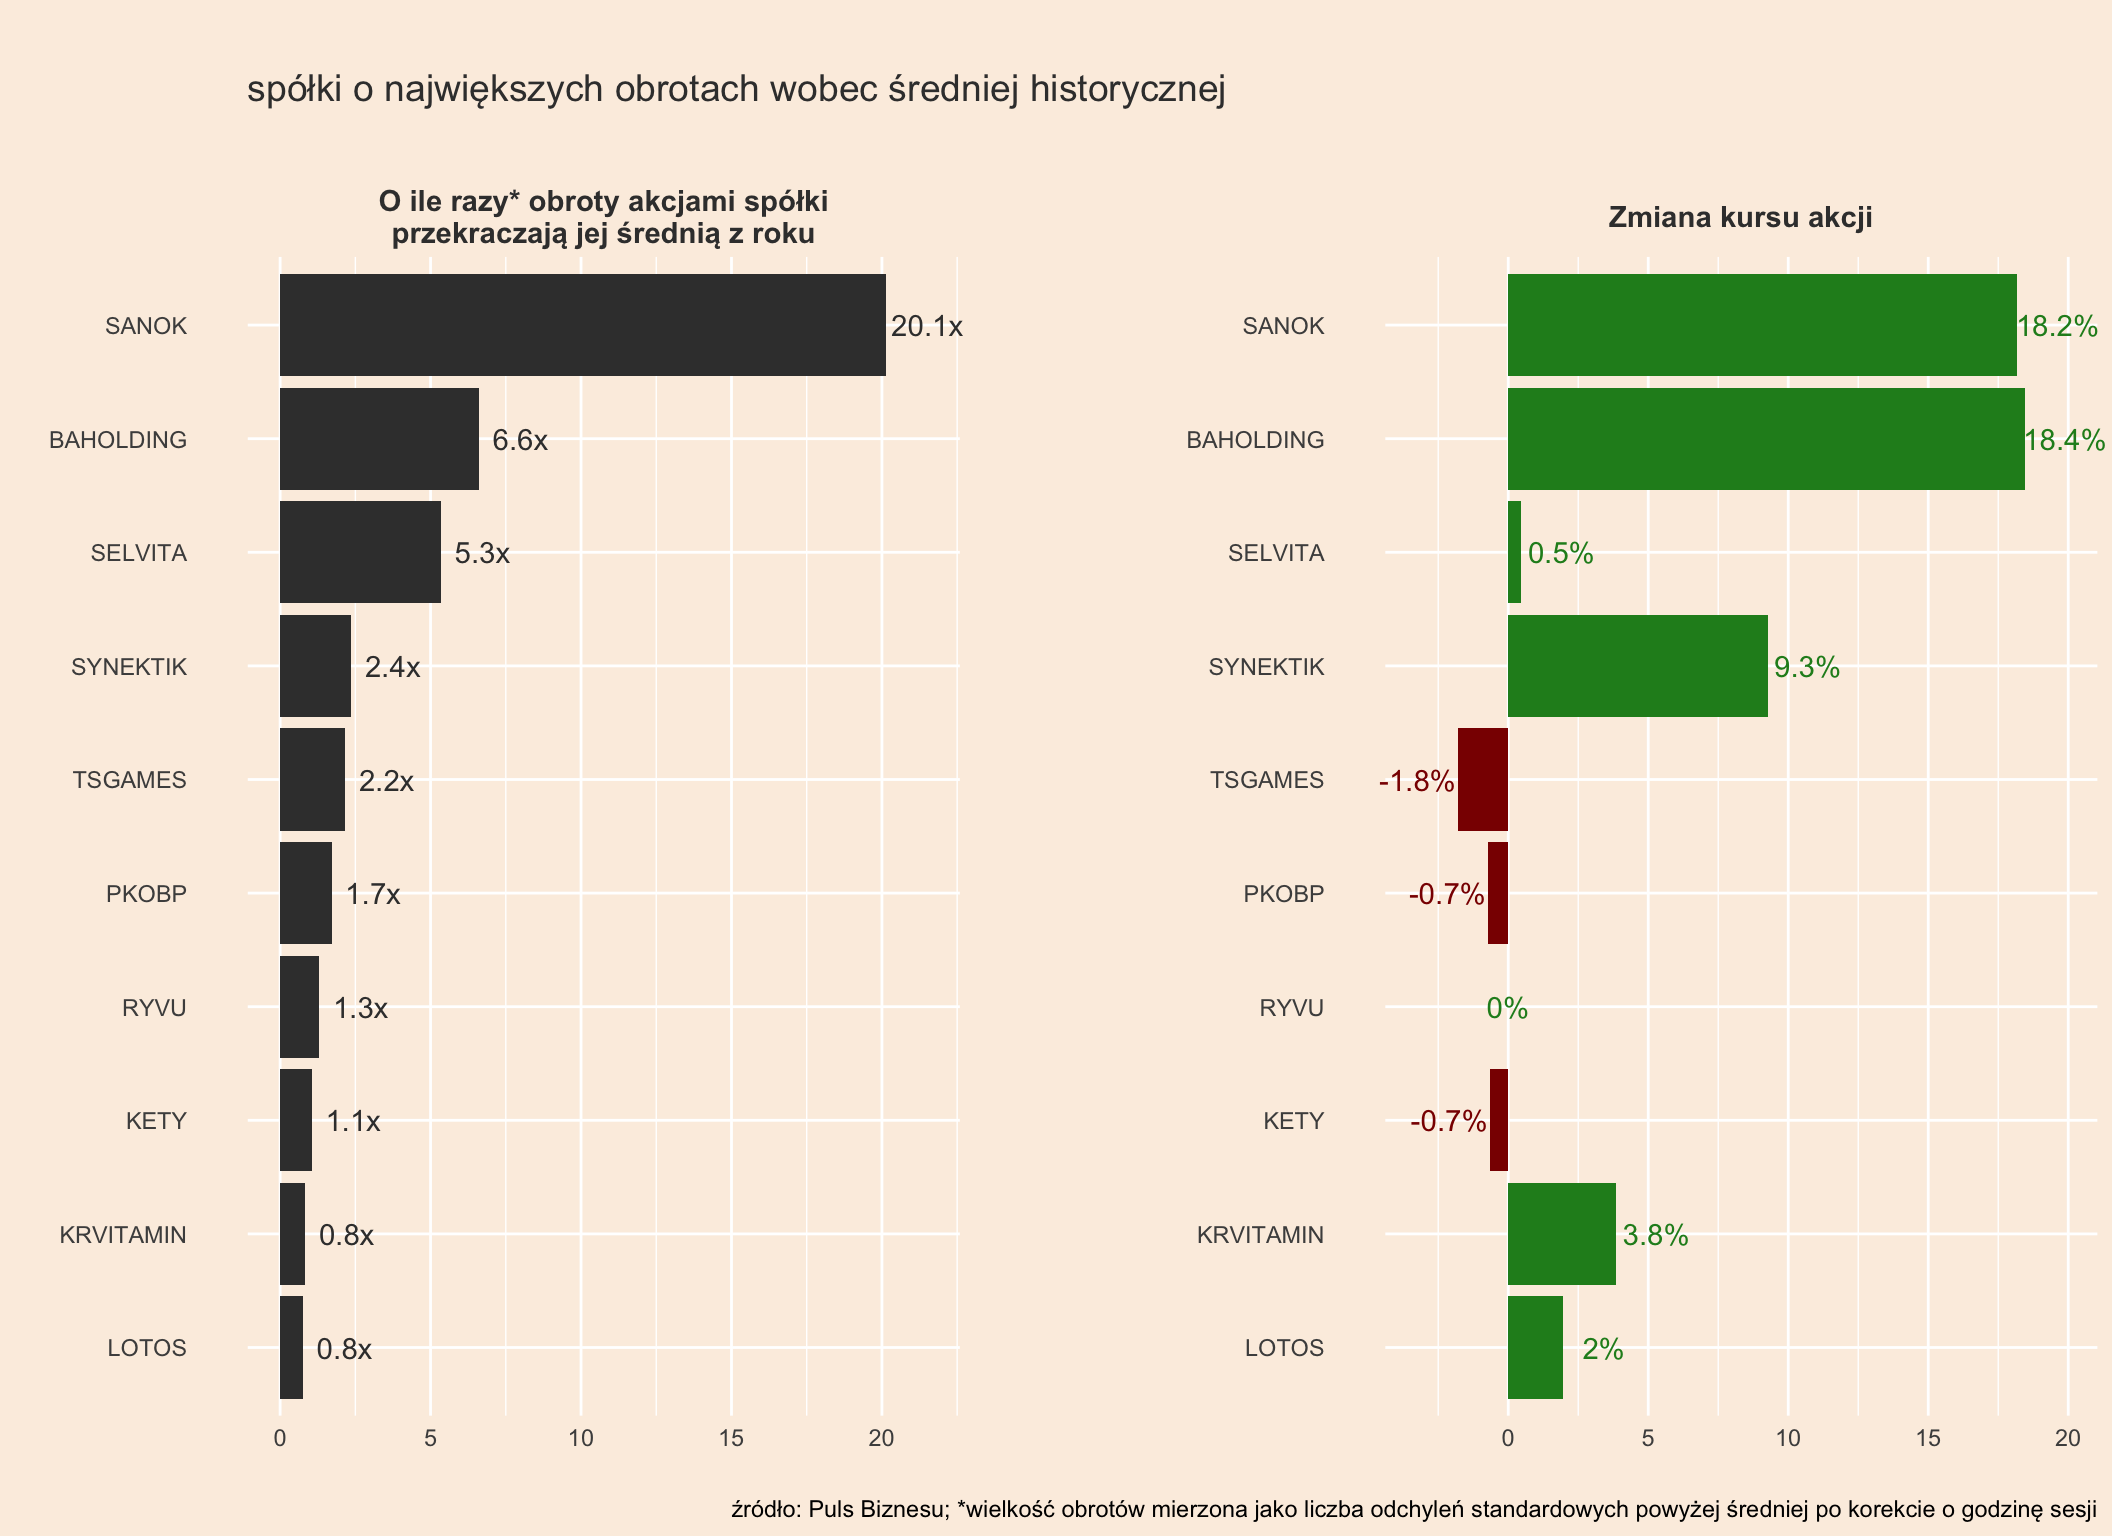 spółki o największych obrotach wobec średniej historycznej
O ile razy* obroty akcjami spółki
przekraczają jej średnią z roku
SANOK
20.1x
BAHOLDING
6.6x
SELVITA
5.3x
SYNEKTIK
2.4x
TSGAMES
2.2x
PKOBP
1.7x
RYVU
1.3x
KETY
1.1x
KRVITAMIN
0.8x
LOTOS
0.8x
0 5 10 15 20
Zmiana kursu akcji
SANOK
18.2%
BAHOLDING
18.4%
SELVITA
0.5%
SYNEKTIK
9.3%
TSGAMES
-1.8%
PKOBP
-0.7%
RYVU
0%
KETY
-0.7%
KRVITAMIN
3.8%
LOTOS
2%
0 5 10 15 20
źródło: Puls Biznesu; *wielkość obrotów mierzona jako liczba odchyleń standardowych powyżej średniej po korekcie o godzinę sesji